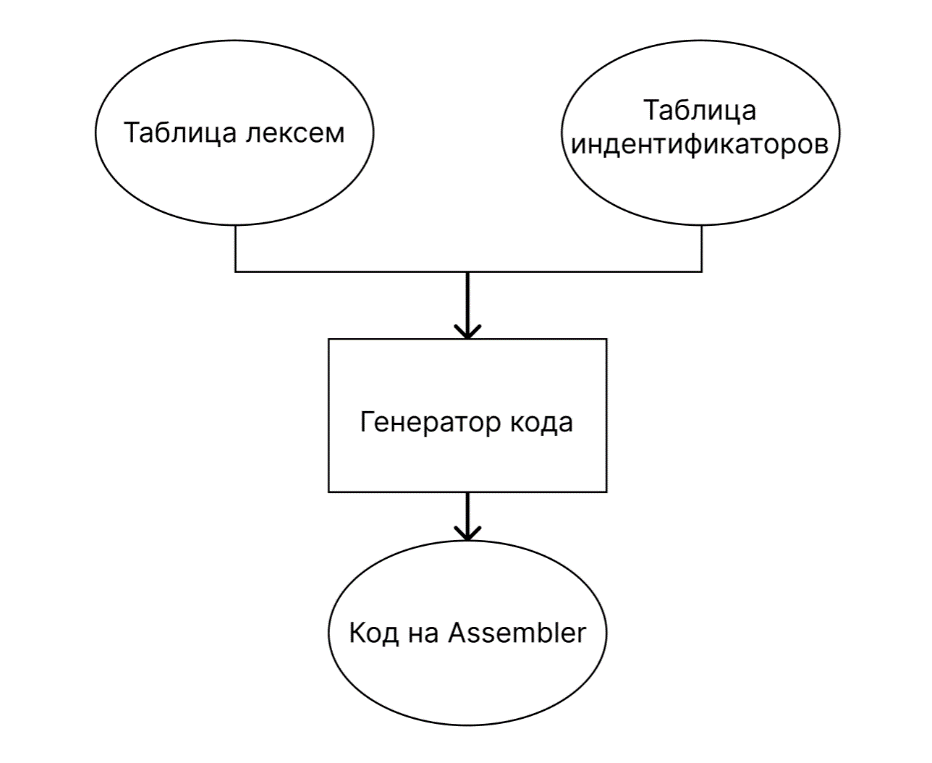 Таблица лексем
Таблица
индентификаторов
Генератор кода
Код на Assembler